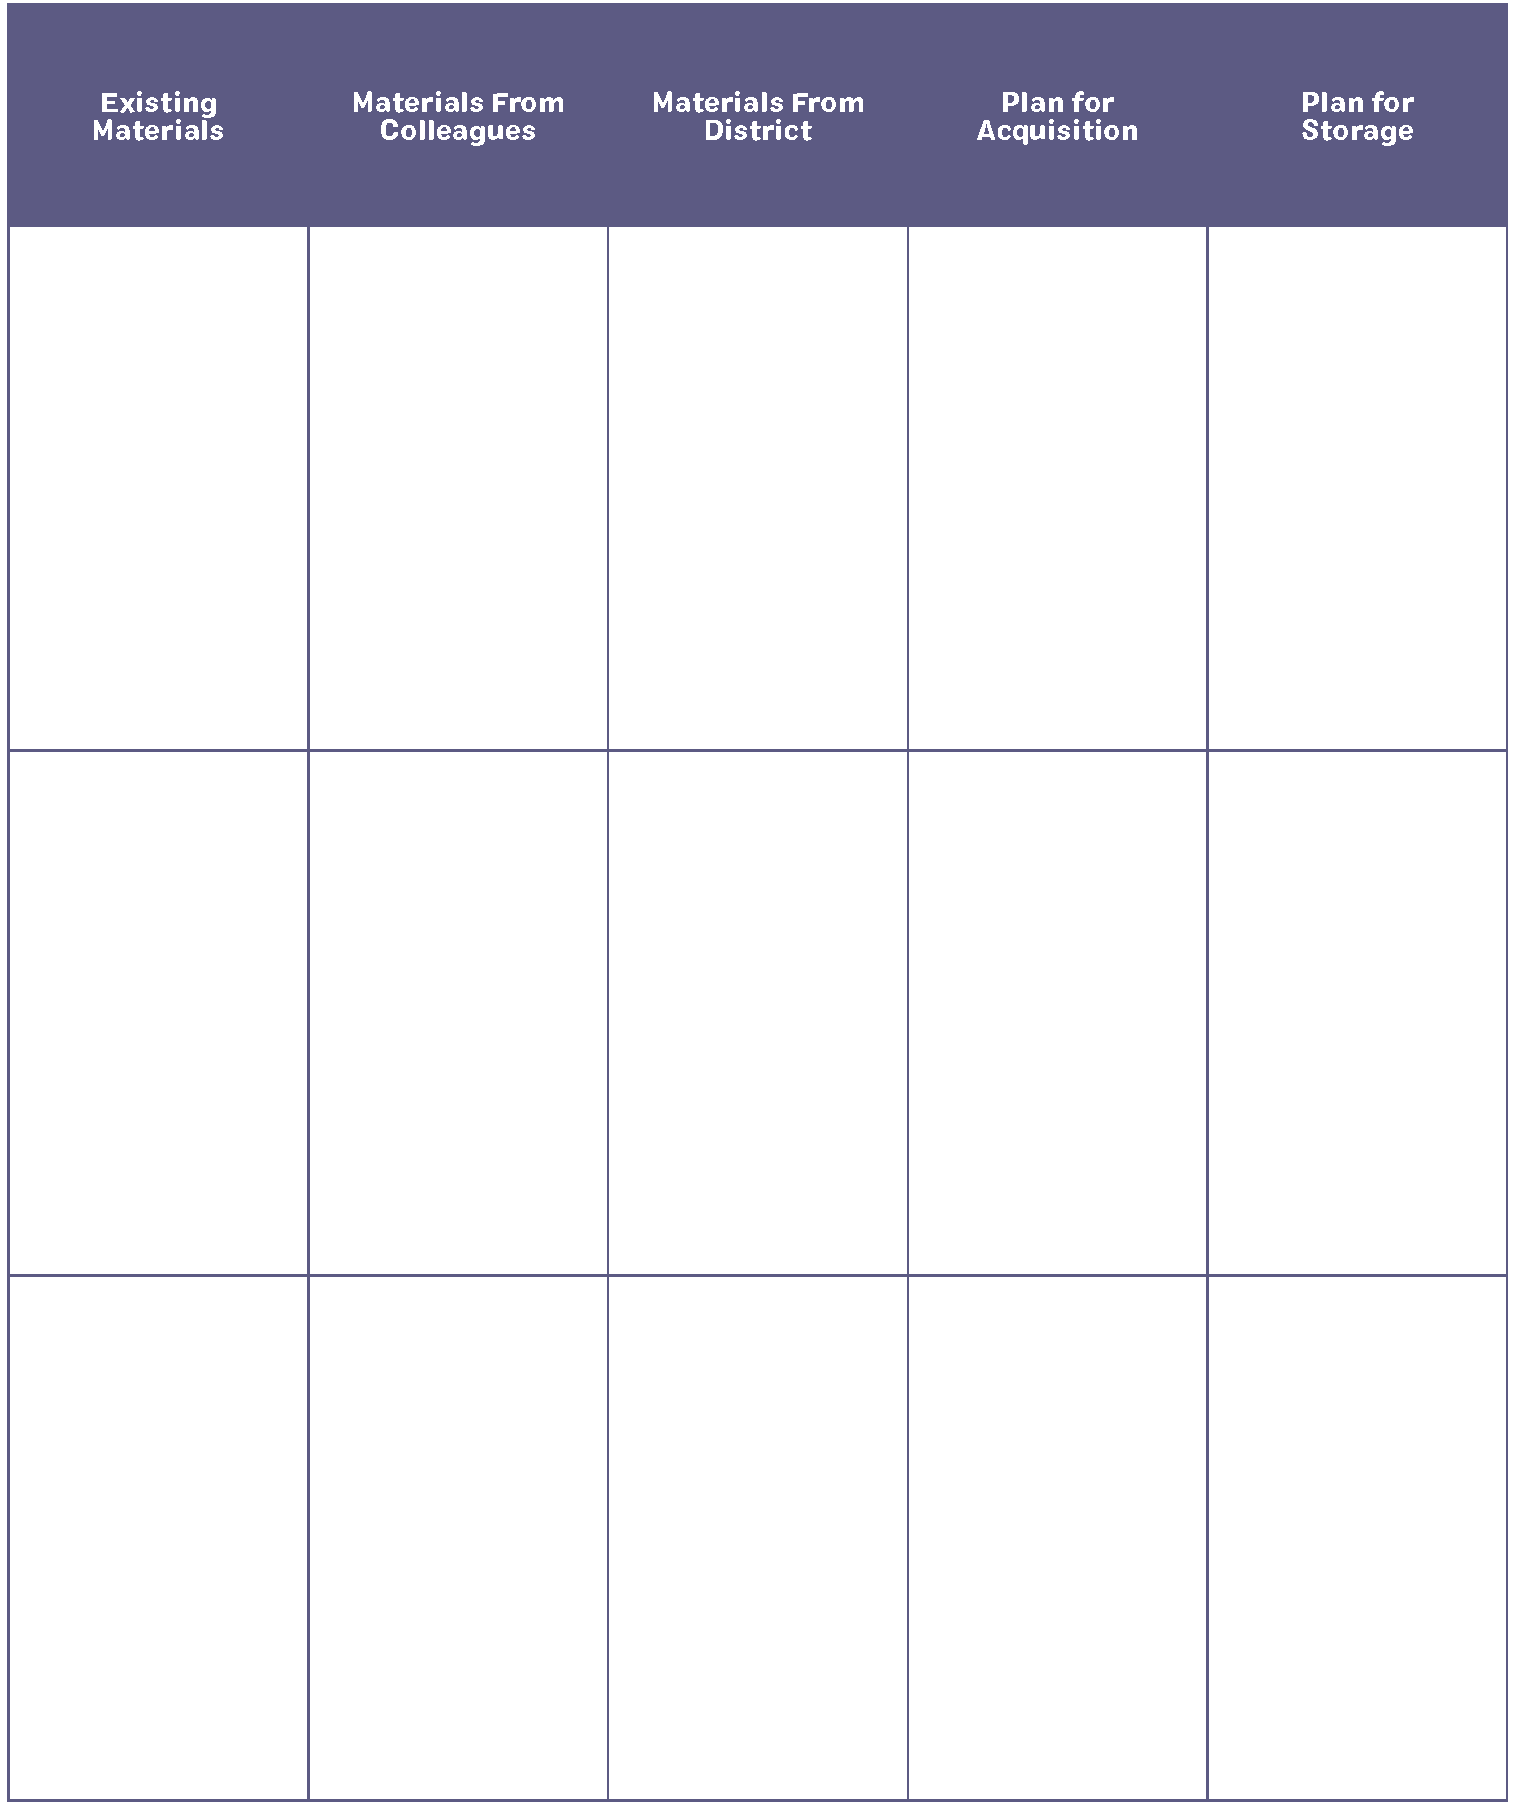 Existing
Materials
Materials From
Colleagues
Materials From
District
Plan for
Acquisition
Plan for
Storage